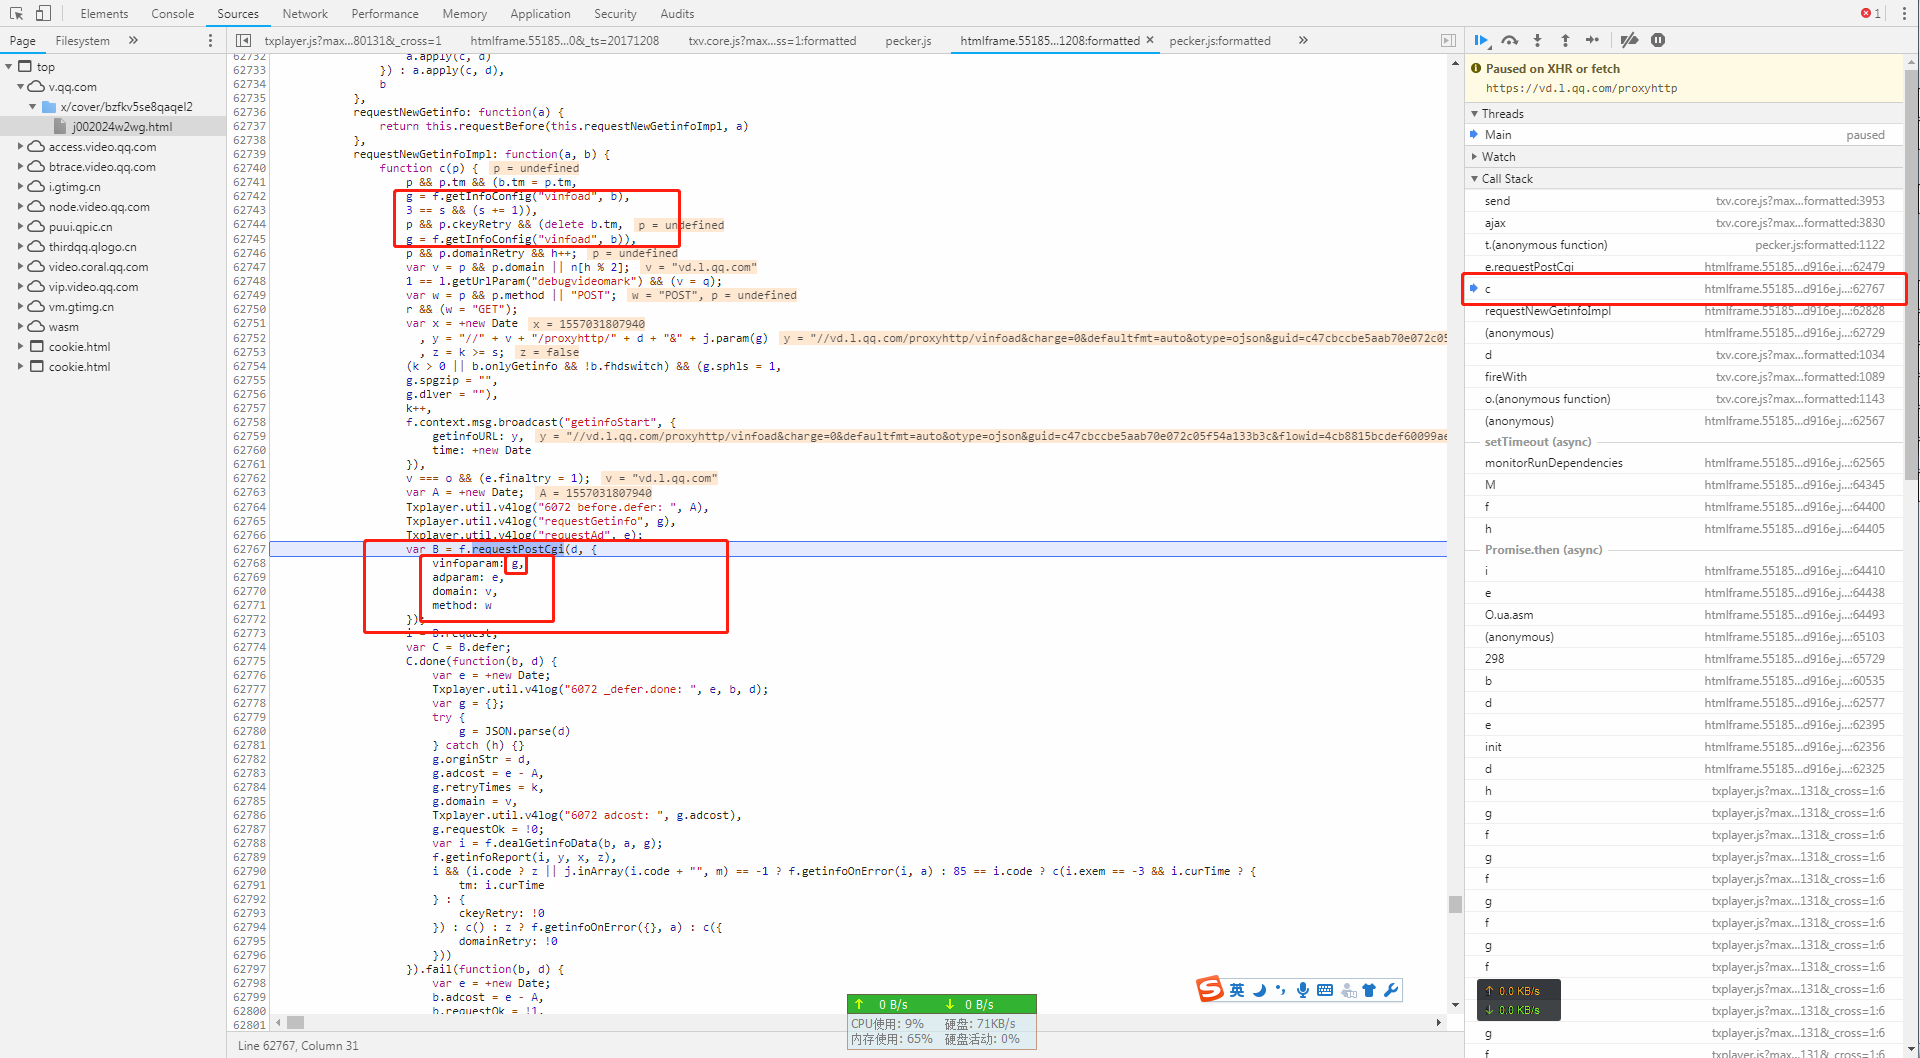 Elements Console Sources Network Performance Memory Application Security Audits 1
Page Filesystem »
txplayer.js?max...80131&_cross=1 htmlframe.55185...0&_ts=20171208 txv.core.js?max...ss=1:formatted pecker.js htmlframe.55185...1208:formatted × pecker.js:formatted »
top
v.qq.com
x/cover/bzfkv5se8qaqel2
j002024w2wg.html
access.video.qq.com
btrace.video.qq.com
i.gtimg.cn
node.video.qq.com
puui.qpic.cn
thirdqq.qlogo.cn
video.coral.qq.com
vip.video.qq.com
vm.gtimg.cn
wasm
cookie.html
cookie.html
62732 a.apply(c, d)
62733 }) : a.apply(c, d),
62734 b
62735 },
62736 requestNewGetinfo: function(a) {
62737 return this.requestBefore(this.requestNewGetinfoImpl, a)
62738 },
62739 requestNewGetinfoImpl: function(a, b) {
62740 function c(p) { p = undefined
62741 p && p.tm && (b.tm = p.tm,
62742 g = f.getInfoConfig("vinfoad", b),
62743 3 == s && (s += 1)),
62744 p && p.ckeyRetry && (delete b.tm, p = undefined
62745 g = f.getInfoConfig("vinfoad", b)),
62746 p && p.domainRetry && h++; p = undefined
62747 var v = p && p.domain || n[h % 2]; v = "vd.l.qq.com"
62748 1 == l.getUrlParam("debugvideomark") && (v = q);
62749 var w = p && p.method || "POST"; w = "POST", p = undefined
62750 r && (w = "GET");
62751 var x = +new Date x = 1557031807940
62752 , y = "//" + v + "/proxyhttp/" + d + "&" + j.param(g) y = "//vd.l.qq.com/proxyhttp/vinfoad&charge=0&defaultfmt=auto&otype=ojson&guid=c47cbccbe5aab70e072c05
62753 , z = k >= s; z = false
62754 (k > 0 || b.onlyGetinfo && !b.fhdswitch) && (g.sphls = 1,
62755 g.spgzip = "",
62756 g.dlver = ""),
62757 k++,
62758 f.context.msg.broadcast("getinfoStart", {
62759 getinfoURL: y, y = "//vd.l.qq.com/proxyhttp/vinfoad&charge=0&defaultfmt=auto&otype=ojson&guid=c47cbccbe5aab70e072c05f54a133b3c&flowid=4cb8815bcdef60099ae
62760 time: +new Date
62761 }),
62762 v === o && (e.finaltry = 1); v = "vd.l.qq.com"
62763 var A = +new Date; A = 1557031807940
62764 Txplayer.util.v4log("6072 before.defer: ", A),
62765 Txplayer.util.v4log("requestGetinfo", g),
62766 Txplayer.util.v4log("requestAd", e);
62767 var B = f.requestPostCgi(d, {
62768 vinfoparam: g,
62769 adparam: e,
62770 domain: v,
62771 method: w
62772 });
62773 i = B.request;
62774 var C = B.defer;
62775 C.done(function(b, d) {
62776 var e = +new Date;
62777 Txplayer.util.v4log("6072 _defer.done: ", e, b, d);
62778 var g = {};
62779 try {
62780 g = JSON.parse(d)
62781 } catch (h) {}
62782 g.orginStr = d,
62783 g.adcost = e - A,
62784 g.retryTimes = k,
62785 g.domain = v,
62786 Txplayer.util.v4log("6072 adcost: ", g.adcost),
62787 g.requestOk = !0;
62788 var i = f.dealGetinfoData(b, a, g);
62789 f.getinfoReport(i, y, x, z),
62790 i && (i.code ? z || j.inArray(i.code + "", m) == -1 ? f.getinfoOnError(i, a) : 85 == i.code ? c(i.exem == -3 && i.curTime ? {
62791 tm: i.curTime
62792 } : {
62793 ckeyRetry: !0
62794 }) : c() : z ? f.getinfoOnError({}, a) : c({
62795 domainRetry: !0
62796 }))
62797 }).fail(function(b, d) {
62798 var e = +new Date;
62799 b.adcost = e - A,
62800 b.requestOk = !1,
62801
Line 62767, Column 31
Paused on XHR or fetch
https://vd.l.qq.com/proxyhttp
Threads
Main paused
Watch
Call Stack
send txv.core.js?max...formatted:3953
ajax txv.core.js?max...formatted:3830
t.(anonymous function) pecker.js:formatted:1122
e.requestPostCgi htmlframe.55185...d916e.j...:62479
c htmlframe.55185...d916e.j...:62767
requestNewGetinfoImpl htmlframe.55185...d916e.j...:62828
(anonymous) htmlframe.55185...d916e.j...:62729
d txv.core.js?max...formatted:1034
fireWith txv.core.js?max...formatted:1089
o.(anonymous function) txv.core.js?max...formatted:1143
(anonymous) htmlframe.55185...d916e.j...:62567
setTimeout (async)
monitorRunDependencies htmlframe.55185...d916e.j...:62565
M htmlframe.55185...d916e.j...:64345
f htmlframe.55185...d916e.j...:64400
h htmlframe.55185...d916e.j...:64405
Promise.then (async)
i htmlframe.55185...d916e.j...:64410
e htmlframe.55185...d916e.j...:64438
O.ua.asm htmlframe.55185...d916e.j...:64493
(anonymous) htmlframe.55185...d916e.j...:65103
298 htmlframe.55185...d916e.j...:65729
b htmlframe.55185...d916e.j...:60535
d htmlframe.55185...d916e.j...:62577
e htmlframe.55185...d916e.j...:62395
init htmlframe.55185...d916e.j...:62356
d htmlframe.55185...d916e.j...:62325
h txplayer.js?max...131&_cross=1:6
g txplayer.js?max...131&_cross=1:6
f txplayer.js?max...131&_cross=1:6
g txplayer.js?max...131&_cross=1:6
f txplayer.js?max...131&_cross=1:6
g txplayer.js?max...131&_cross=1:6
f txplayer.js?max...131&_cross=1:6
g txplayer.js?max...131&_cross=1:6
f txplayer.js?max...131&_cross=1:6
txplayer.js?max...131&_cross=1:6
txplayer.js?max...131&_cross=1:6
g txplayer.js?max...131&_cross=1:6
f txplayer.js?max...131&_cross=1:6
S 英
↑ 0 B/s ↓ 0 B/s
CPU使用: 9% 硬盘: 71KB/s
内存使用: 65% 硬盘活动: 0%
↑ 0.0 KB/s
↓ 0.0 KB/s